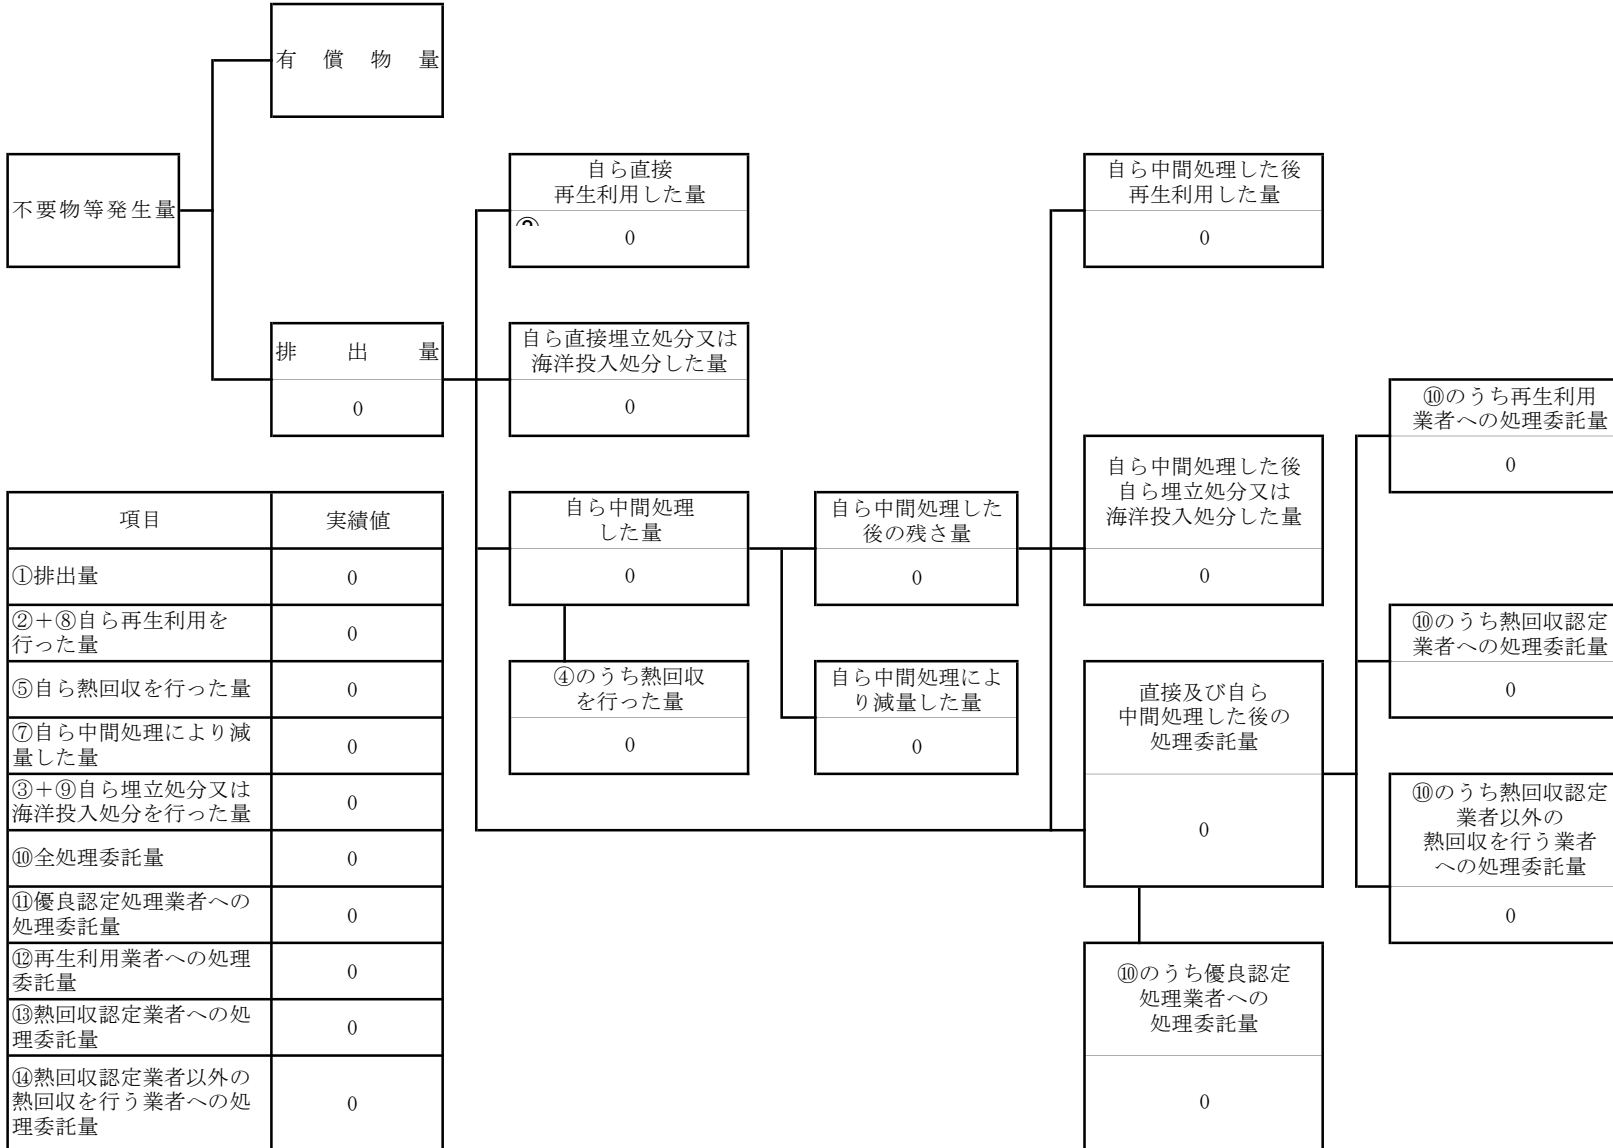 有償物量
不要物等発生量
自ら直接
再生利用した量
0
自ら中間処理した後
再生利用した量
0
排出量
0
自ら直接埋立処分又は
海洋投入処分した量
0
⑩のうち再生利用
業者への処理委託量
0
自ら中間処理
した量
0
自ら中間処理した
後の残さ量
0
自ら中間処理した後
自ら埋立処分又は
海洋投入処分した量
0
⑩のうち熱回収認定
業者への処理委託量
0
④のうち熱回収
を行った量
0
自ら中間処理によ
り減量した量
0
直接及び自ら
中間処理した後の
処理委託量
0
⑩のうち熱回収認定
業者以外の
熱回収を行う業者
への処理委託量
0
⑩のうち優良認定
処理業者への
処理委託量
0
項目 実績値
①排出量 0
②+⑧自ら再生利用を
行った量 0
⑤自ら熱回収を行った量 0
⑦自ら中間処理により減
量した量 0
③+⑨自ら埋立処分又は
海洋投入処分を行った量 0
⑩全処理委託量 0
⑪優良認定処理業者への
処理委託量 0
⑫再生利用業者への処理
委託量 0
⑬熱回収認定業者への処
理委託量 0
⑭熱回収認定業者以外の
熱回収を行う業者への処
理委託量 0